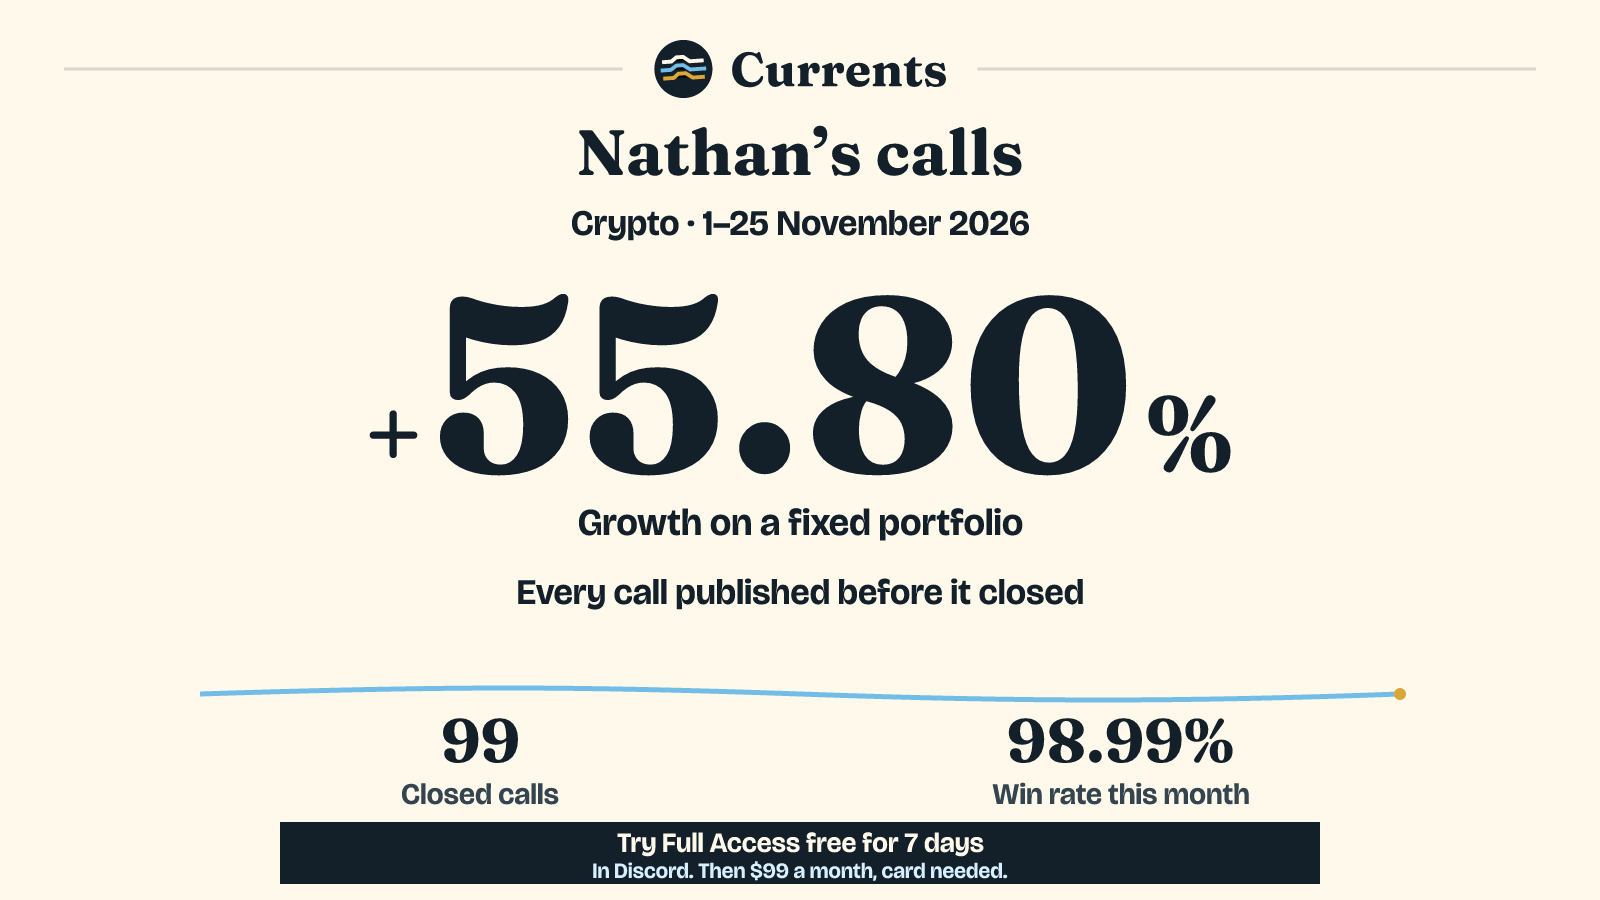 Currents
Nathan’s calls
Crypto · 1–25 November 2026
+55.80%
Growth on a fixed portfolio
Every call published before it closed
99
Closed calls
98.99%
Win rate this month
Try Full Access free for 7 days
In Discord. Then $99 a month, card needed.